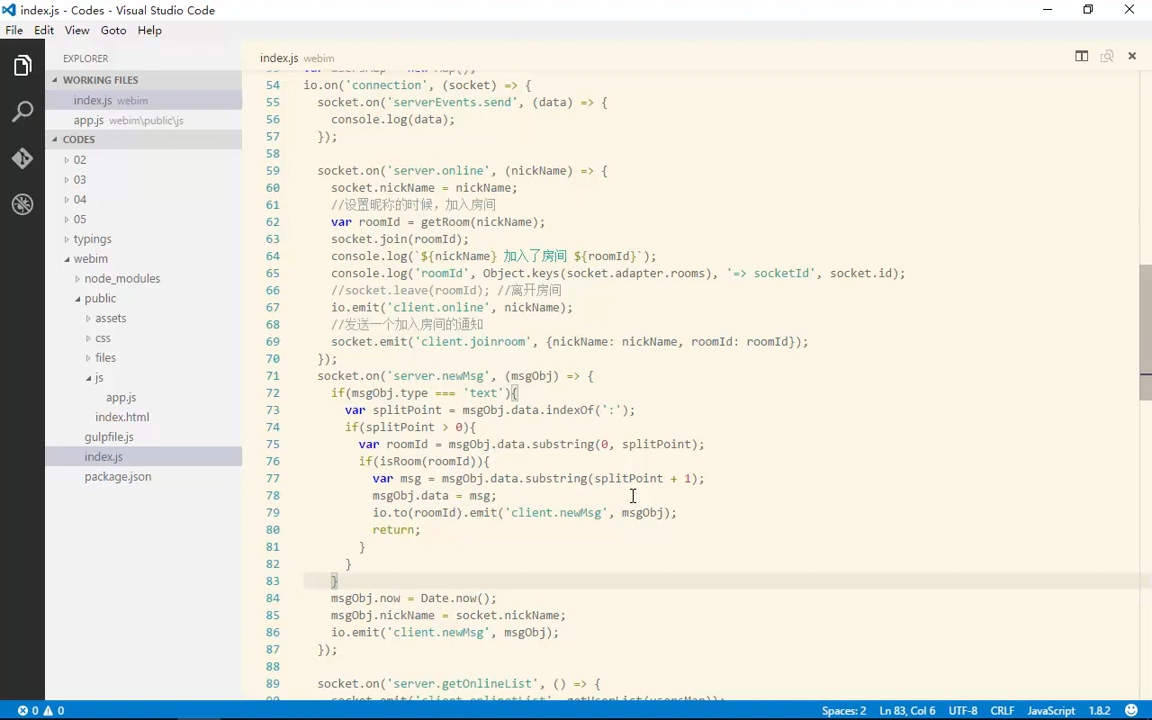 index.js - Codes - Visual Studio Code
File Edit View Goto Help
EXPLORER
WORKING FILES
index.js webim
app.js webim\public\js
CODES
02
03
04
05
typings
webim
node_modules
public
assets
css
files
js
app.js
index.html
gulpfile.js
index.js
package.json
index.js webim
54 io.on('connection', (socket) => {
55 socket.on('serverEvents.send', (data) => {
56 console.log(data);
57 });
58
59 socket.on('server.online', (nickName) => {
60 socket.nickName = nickName;
61 //设置昵称的时候，加入房间
62 var roomId = getRoom(nickName);
63 socket.join(roomId);
64 console.log(`${nickName} 加入了房间 ${roomId}`);
65 console.log('roomId', Object.keys(socket.adapter.rooms), '=> socketId', socket.id);
66 //socket.leave(roomId); //离开房间
67 io.emit('client.online', nickName);
68 //发送一个加入房间的通知
69 socket.emit('client.joinroom', {nickName: nickName, roomId: roomId});
70 });
71 socket.on('server.newMsg', (msgObj) => {
72 if(msgObj.type === 'text'){
73 var splitPoint = msgObj.data.indexOf(':');
74 if(splitPoint > 0){
75 var roomId = msgObj.data.substring(0, splitPoint);
76 if(isRoom(roomId)){
77 var msg = msgObj.data.substring(splitPoint + 1);
78 msgObj.data = msg;
79 io.to(roomId).emit('client.newMsg', msgObj);
80 return;
81 }
82 }
83 }
84 msgObj.now = Date.now();
85 msgObj.nickName = socket.nickName;
86 io.emit('client.newMsg', msgObj);
87 });
88
89 socket.on('server.getOnlineList', () => {
0 0 Spaces: 2 Ln 83, Col 6 UTF-8 CRLF JavaScript 1.8.2